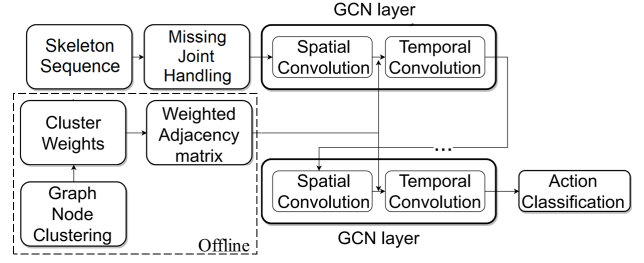 GCN layer
Skeleton
Sequence
Missing
Joint
Handling
Spatial
Convolution
Temporal
Convolution
Cluster
Weights
Weighted
Adjacency
matrix
...
Graph
Node
Clustering
Offline
Spatial
Convolution
Temporal
Convolution
Action
Classification
GCN layer